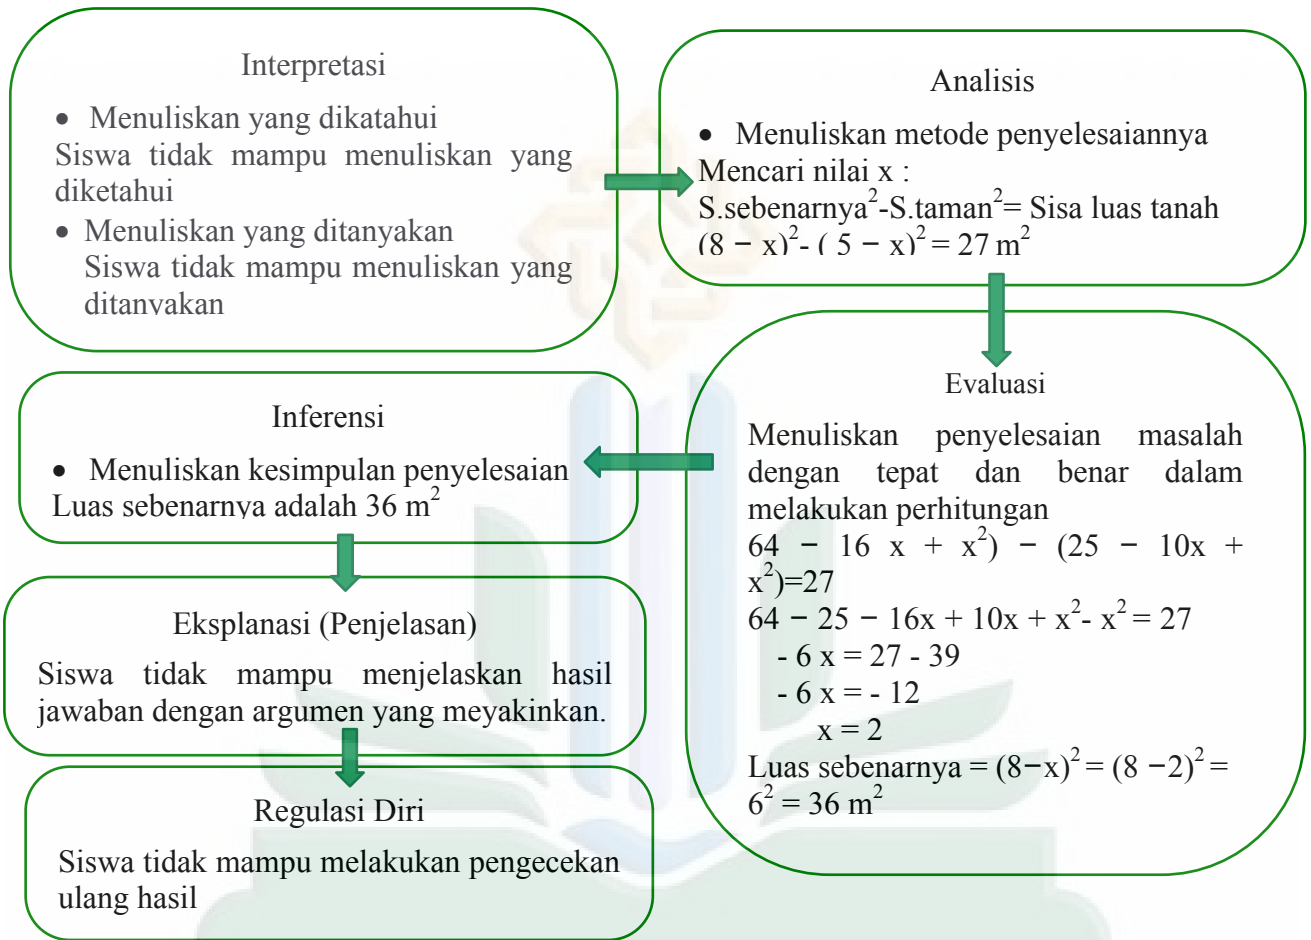 Interpretasi
• Menuliskan yang dikatahui
Siswa tidak mampu menuliskan yang
diketahui
• Menuliskan yang ditanyakan
Siswa tidak mampu menuliskan yang
ditanyakan
Analisis
• Menuliskan metode penyelesaiannya
Mencari nilai x :
S.sebenarnya²-S.taman²= Sisa luas tanah
(8 − x)²- ( 5 − x)² = 27 m²
Evaluasi
Menuliskan penyelesaian masalah
dengan tepat dan benar dalam
melakukan perhitungan
64 − 16 x + x²) − (25 − 10x +
x²)=27
64 − 25 − 16x + 10x + x²- x² = 27
- 6 x = 27 - 39
- 6 x = - 12
x = 2
Luas sebenarnya = (8−x)² = (8 −2)² =
6² = 36 m²
Inferensi
• Menuliskan kesimpulan penyelesaian
Luas sebenarnya adalah 36 m²
Eksplanasi (Penjelasan)
Siswa tidak mampu menjelaskan hasil
jawaban dengan argumen yang meyakinkan.
Regulasi Diri
Siswa tidak mampu melakukan pengecekan
ulang hasil